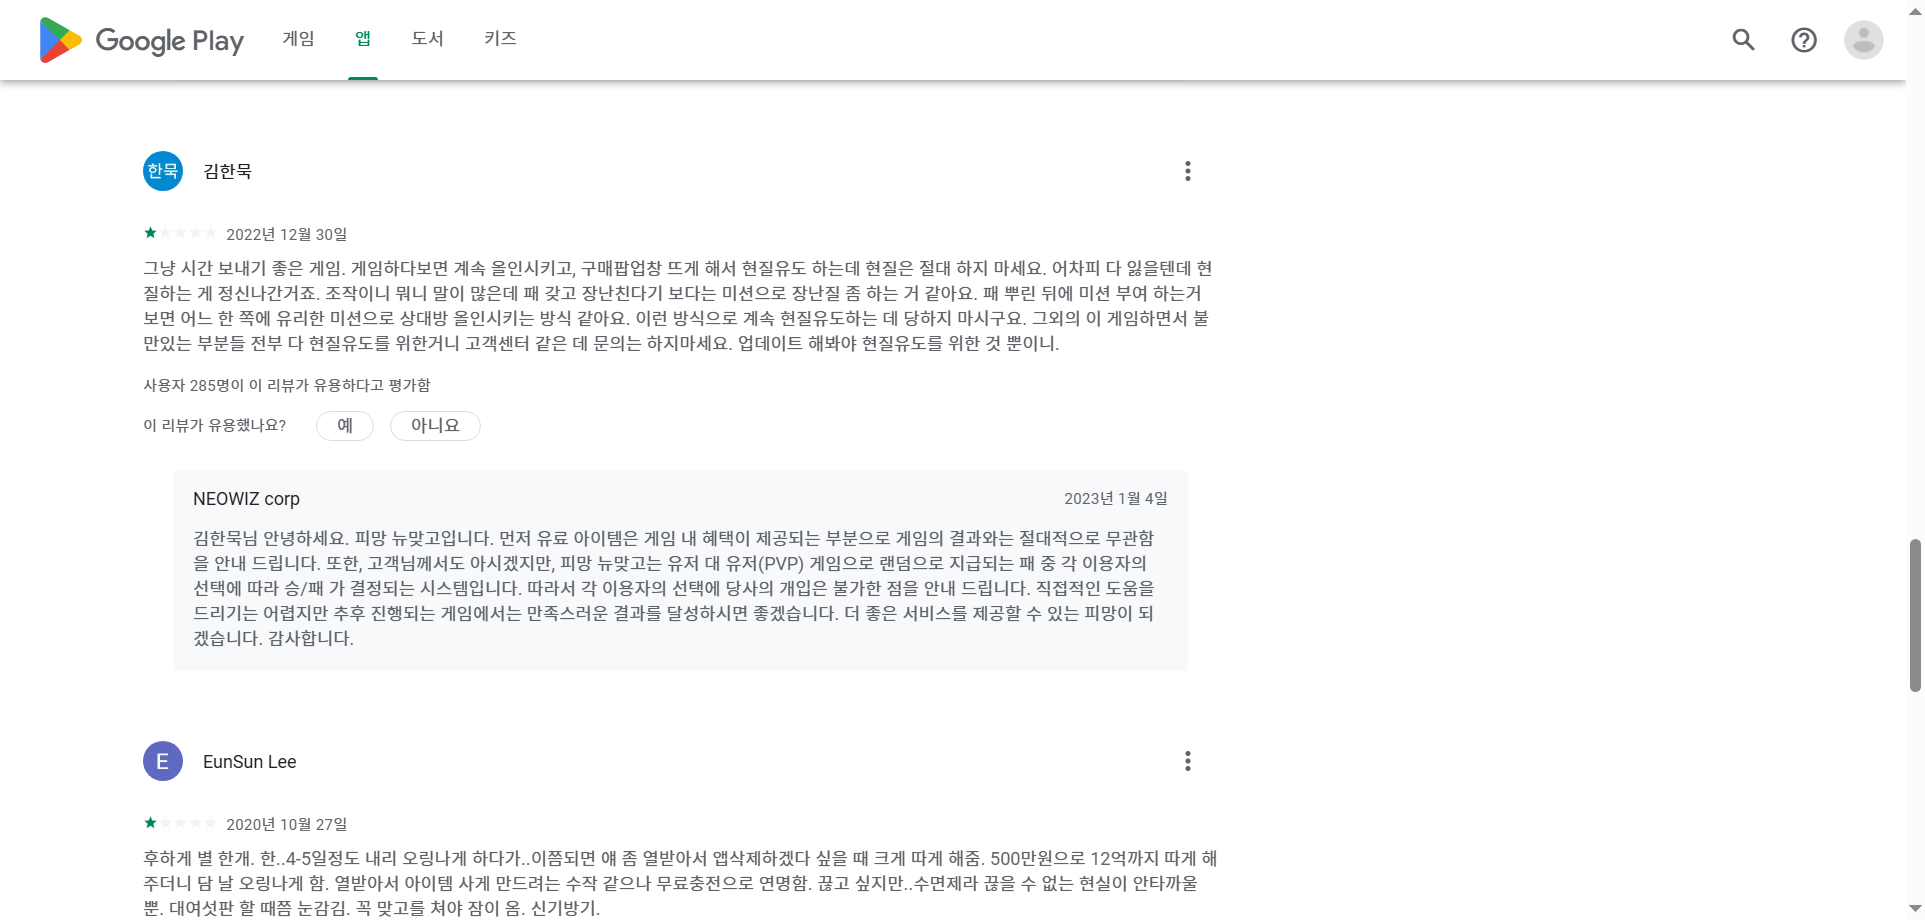 Google Play 게임 앱 도서 키즈
한묵 김한묵
2022년 12월 30일
그냥 시간 보내기 좋은 게임. 게임하다보면 계속 올인시키고, 구매팝업창 뜨게 해서 현질유도 하는데 현질은 절대 하지 마세요. 어차피 다 잃을텐데 현
질하는 게 정신나간거죠. 조작이니 뭐니 말이 많은데 패 갖고 장난친다기 보다는 미션으로 장난질 좀 하는 거 같아요. 패 뿌린 뒤에 미션 부여 하는거
보면 어느 한 쪽에 유리한 미션으로 상대방 올인시키는 방식 같아요. 이런 방식으로 계속 현질유도하는 데 당하지 마시구요. 그외의 이 게임하면서 불
만있는 부분들 전부 다 현질유도를 위한거니 고객센터 같은 데 문의는 하지마세요. 업데이트 해봐야 현질유도를 위한 것 뿐이니.
사용자 285명이 이 리뷰가 유용하다고 평가함
이 리뷰가 유용했나요? 예 아니요
NEOWIZ corp 2023년 1월 4일
김한묵님 안녕하세요. 피망 뉴맞고입니다. 먼저 유료 아이템은 게임 내 혜택이 제공되는 부분으로 게임의 결과와는 절대적으로 무관함
을 안내 드립니다. 또한, 고객님께서도 아시겠지만, 피망 뉴맞고는 유저 대 유저(PVP) 게임으로 랜덤으로 지급되는 패 중 각 이용자의
선택에 따라 승/패 가 결정되는 시스템입니다. 따라서 각 이용자의 선택에 당사의 개입은 불가한 점을 안내 드립니다. 직접적인 도움을
드리기는 어렵지만 추후 진행되는 게임에서는 만족스러운 결과를 달성하시면 좋겠습니다. 더 좋은 서비스를 제공할 수 있는 피망이 되
겠습니다. 감사합니다.
E EunSun Lee
2020년 10월 27일
후하게 별 한개. 한..4-5일정도 내리 오링나게 하다가..이쯤되면 얘 좀 열받아서 앱삭제하겠다 싶을 때 크게 따게 해줌. 500만원으로 12억까지 따게 해
주더니 담 날 오링나게 함. 열받아서 아이템 사게 만드려는 수작 같으나 무료충전으로 연명함. 끊고 싶지만..수면제라 끊을 수 없는 현실이 안타까울
뿐. 대여섯판 할 때쯤 눈감김. 꼭 맞고를 쳐야 잠이 옴. 신기방기.